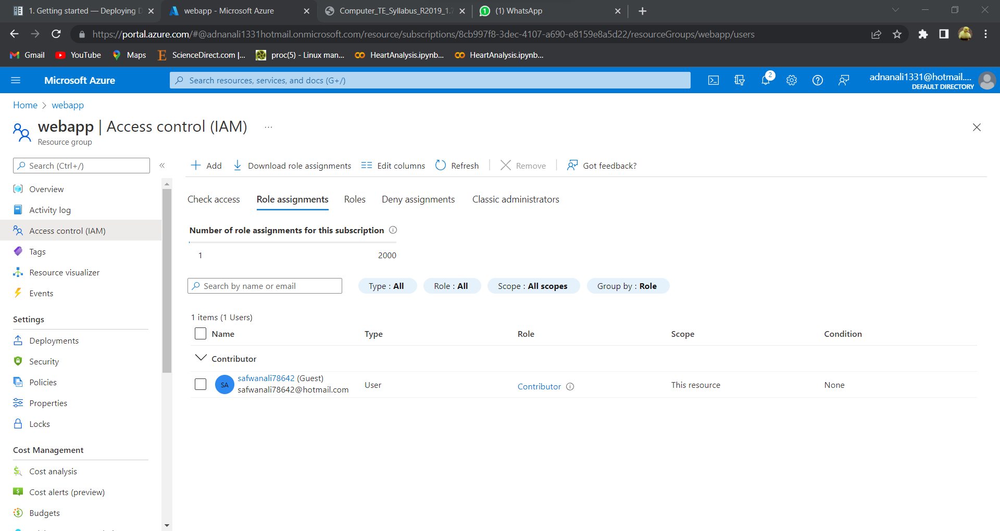 1. Getting started — Deploying D
webapp - Microsoft Azure
Computer_TE_Syllabus_R2019_1.7
(1) WhatsApp
https://portal.azure.com/#@adnanali1331hotmail.onmicrosoft.com/resource/subscriptions/8cb997f8-3dec-4107-a690-e8159e8a5d22/resourceGroups/webapp/users
Gmail
YouTube
Maps
ScienceDirect.com |...
proc(5) - Linux man...
HeartAnalysis.ipynb...
HeartAnalysis.ipynb...
Microsoft Azure
Search resources, services, and docs (G+/)
2
adnanali1331@hotmail....
DEFAULT DIRECTORY
Home > webapp
webapp | Access control (IAM) ...
Resource group
Search (Ctrl+/)
Overview
Activity log
Access control (IAM)
Tags
Resource visualizer
Events
Settings
Deployments
Security
Policies
Properties
Locks
Cost Management
Cost analysis
Cost alerts (preview)
Budgets
Add
Download role assignments
Edit columns
Refresh
Remove
Got feedback?
Check access
Role assignments
Roles
Deny assignments
Classic administrators
Number of role assignments for this subscription
1 2000
Search by name or email
Type : All
Role : All
Scope : All scopes
Group by : Role
1 items (1 Users)
Name Type Role Scope Condition
Contributor
SA
safwanali78642 (Guest)
safwanali78642@hotmail.com
User
Contributor
This resource
None